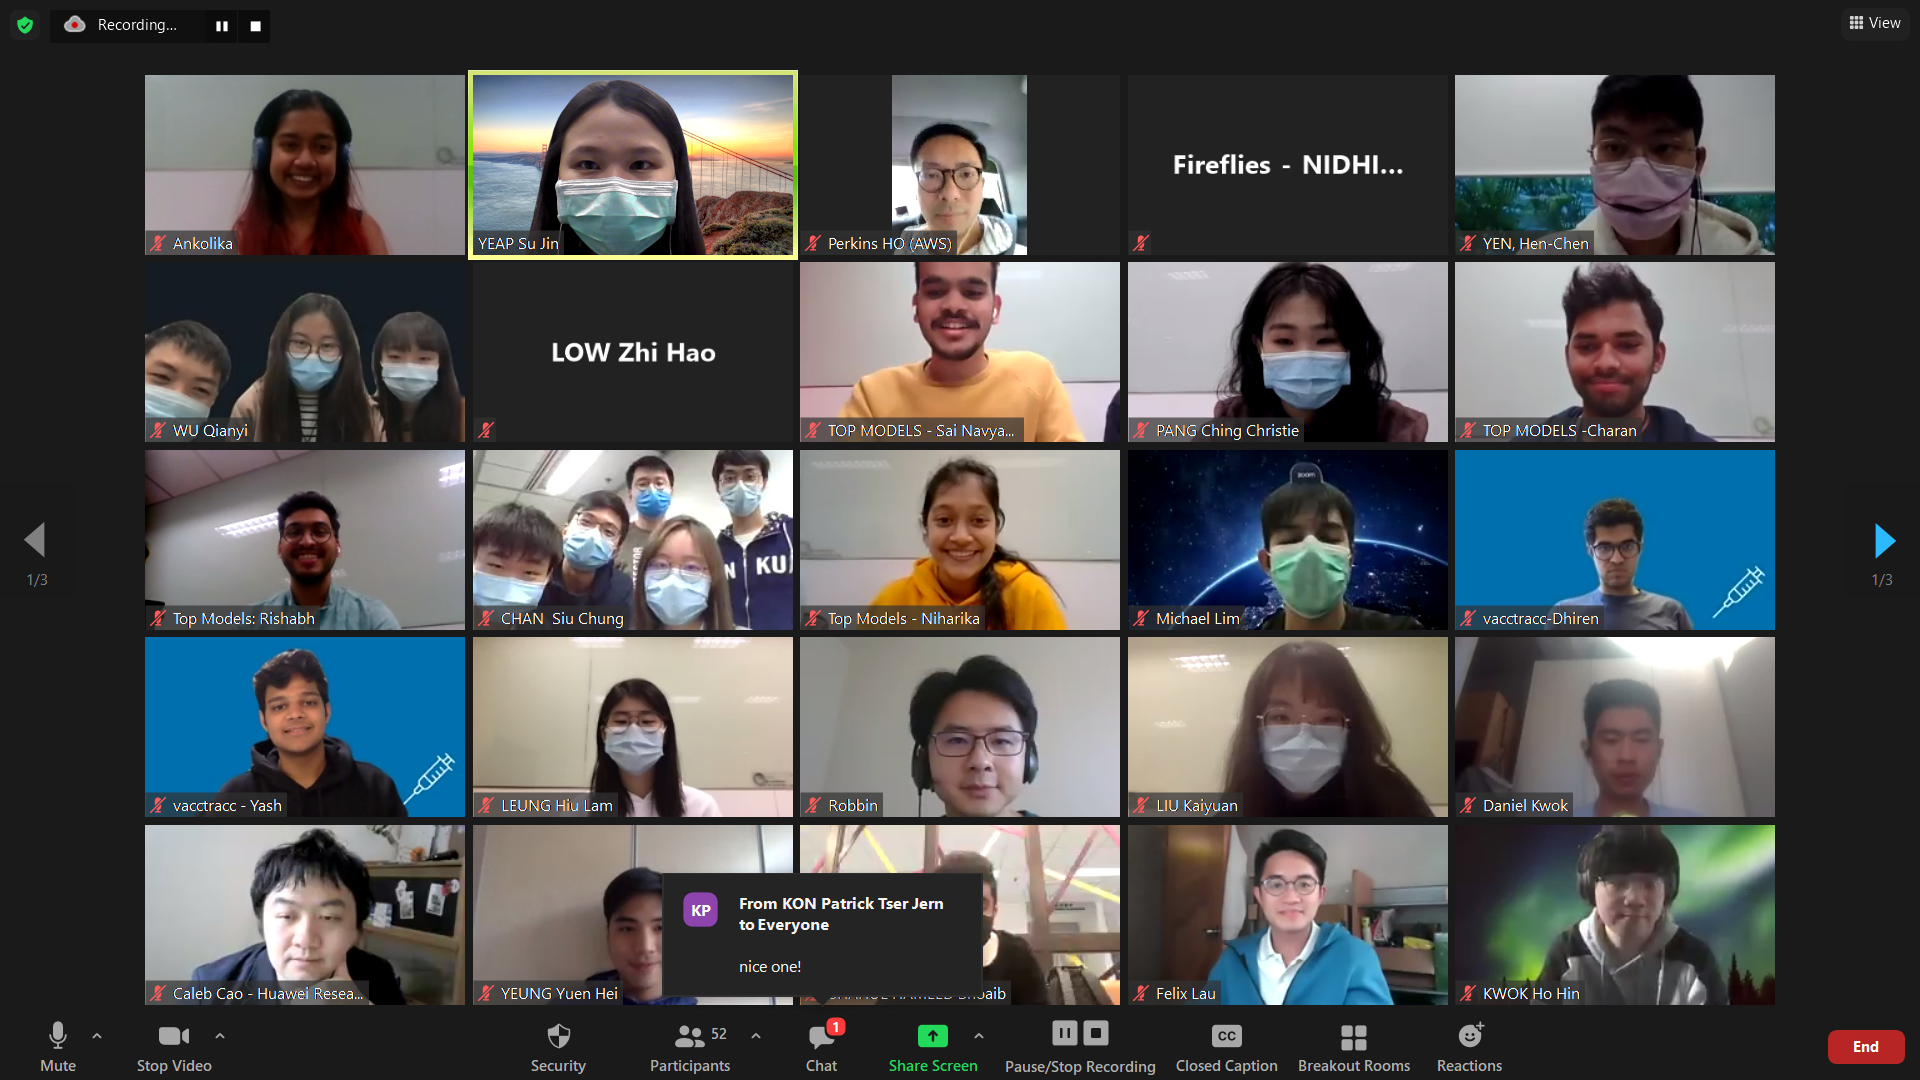 Recording...
View
Ankolika
YEAP Su Jin
Perkins HO (AWS)
Fireflies - NIDHI...
YEN, Hen-Chen
WU Qianyi
LOW Zhi Hao
TOP MODELS - Sai Navya...
PANG Ching Christie
TOP MODELS -Charan
zoom
Top Models: Rishabh
CHAN Siu Chung
Top Models - Niharika
Michael Lim
vacctracc-Dhiren
1/3
1/3
vacctracc - Yash
LEUNG Hiu Lam
Robbin
LIU Kaiyuan
Daniel Kwok
KP
From KON Patrick Tser Jern
to Everyone
nice one!
Caleb Cao - Huawei Resea...
YEUNG Yuen Hei
Felix Lau
KWOK Ho Hin
Mute
Stop Video
Security
52
Participants
1
Chat
Share Screen
Pause/Stop Recording
CC
Closed Caption
Breakout Rooms
Reactions
End